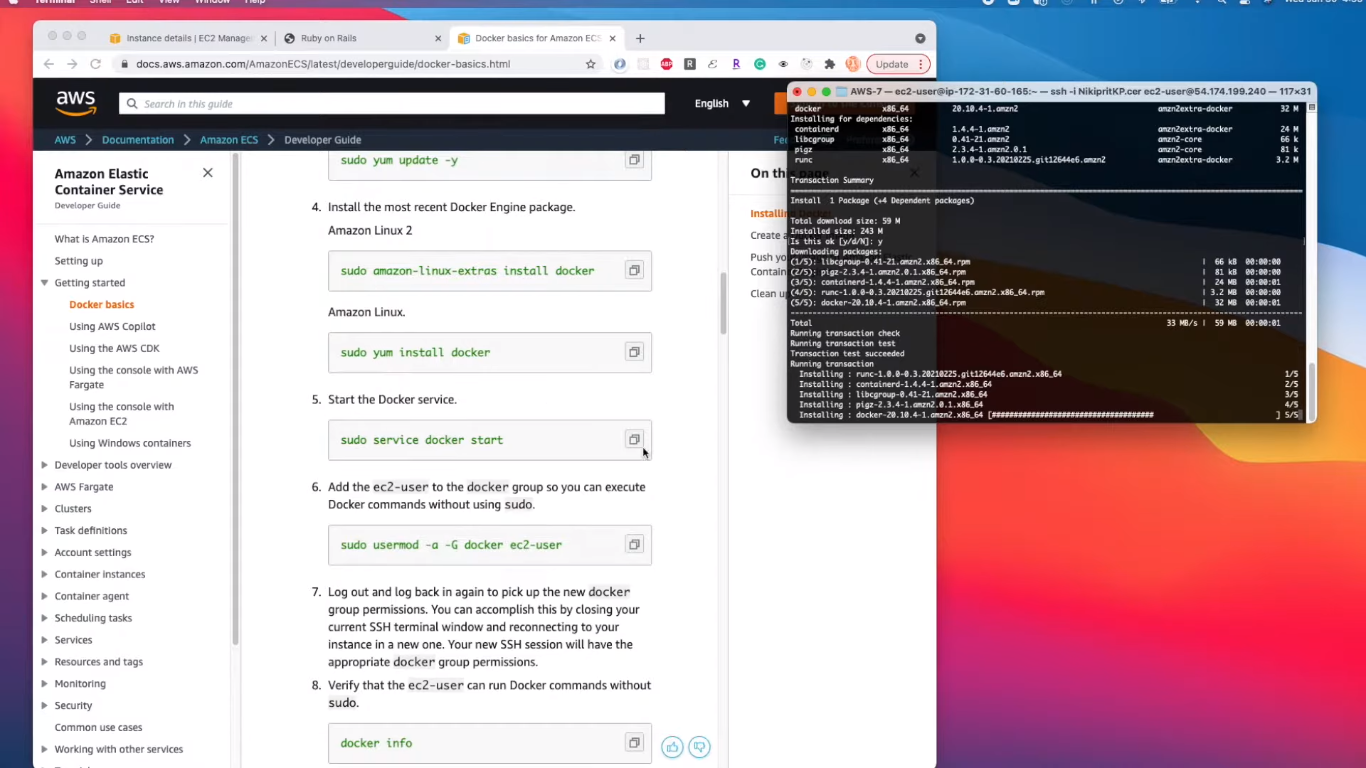 Terminal Shell Edit View Window Help
Instance details | EC2 Manage
Ruby on Rails
Docker basics for Amazon ECS
docs.aws.amazon.com/AmazonECS/latest/developerguide/docker-basics.html
ABP
Update
aws
Search in this guide
English
AWS
Documentation
Amazon ECS
Developer Guide
Amazon Elastic
Container Service
Developer Guide
What is Amazon ECS?
Setting up
Getting started
Docker basics
Using AWS Copilot
Using the AWS CDK
Using the console with AWS
Fargate
Using the console with
Amazon EC2
Using Windows containers
Developer tools overview
AWS Fargate
Clusters
Task definitions
Account settings
Container instances
Container agent
Scheduling tasks
Services
Resources and tags
Monitoring
Security
Common use cases
Working with other services
sudo yum update -y
4. Install the most recent Docker Engine package.
Amazon Linux 2
sudo amazon-linux-extras install docker
Amazon Linux.
sudo yum install docker
5. Start the Docker service.
sudo service docker start
6. Add the ec2-user to the docker group so you can execute
Docker commands without using sudo.
sudo usermod -a -G docker ec2-user
7. Log out and log back in again to pick up the new docker
group permissions. You can accomplish this by closing your
current SSH terminal window and reconnecting to your
instance in a new one. Your new SSH session will have the
appropriate docker group permissions.
8. Verify that the ec2-user can run Docker commands without
sudo.
docker info
On this
Installing
Create a
Push yo
Contain
Clean up
AWS-7 — ec2-user@ip-172-31-60-165:~ — ssh -i NikipritKP.cer ec2-user@54.174.199.240 — 117×31
docker x86_64 20.10.4-1.amzn2 amzn2extra-docker 32 M
Installing for dependencies:
containerd x86_64 1.4.4-1.amzn2 amzn2extra-docker 24 M
libcgroup x86_64 0.41-21.amzn2 amzn2-core 66 k
pigz x86_64 2.3.4-1.amzn2.0.1 amzn2-core 81 k
runc x86_64 1.0.0-0.3.20210225.git12644e6.amzn2 amzn2extra-docker 3.2 M
Transaction Summary
Install 1 Package (+4 Dependent packages)
Total download size: 59 M
Installed size: 243 M
Is this ok [y/d/N]: y
Downloading packages:
(1/5): libcgroup-0.41-21.amzn2.x86_64.rpm | 66 kB 00:00:00
(2/5): pigz-2.3.4-1.amzn2.0.1.x86_64.rpm | 81 kB 00:00:00
(3/5): containerd-1.4.4-1.amzn2.x86_64.rpm | 24 MB 00:00:01
(4/5): runc-1.0.0-0.3.20210225.git12644e6.amzn2.x86_64.rpm | 3.2 MB 00:00:00
(5/5): docker-20.10.4-1.amzn2.x86_64.rpm | 32 MB 00:00:01
Total 33 MB/s | 59 MB 00:00:01
Running transaction check
Running transaction test
Transaction test succeeded
Running transaction
Installing : runc-1.0.0-0.3.20210225.git12644e6.amzn2.x86_64 1/5
Installing : containerd-1.4.4-1.amzn2.x86_64 2/5
Installing : libcgroup-0.41-21.amzn2.x86_64 3/5
Installing : pigz-2.3.4-1.amzn2.0.1.x86_64 4/5
Installing : docker-20.10.4-1.amzn2.x86_64 [##################################### ] 5/5